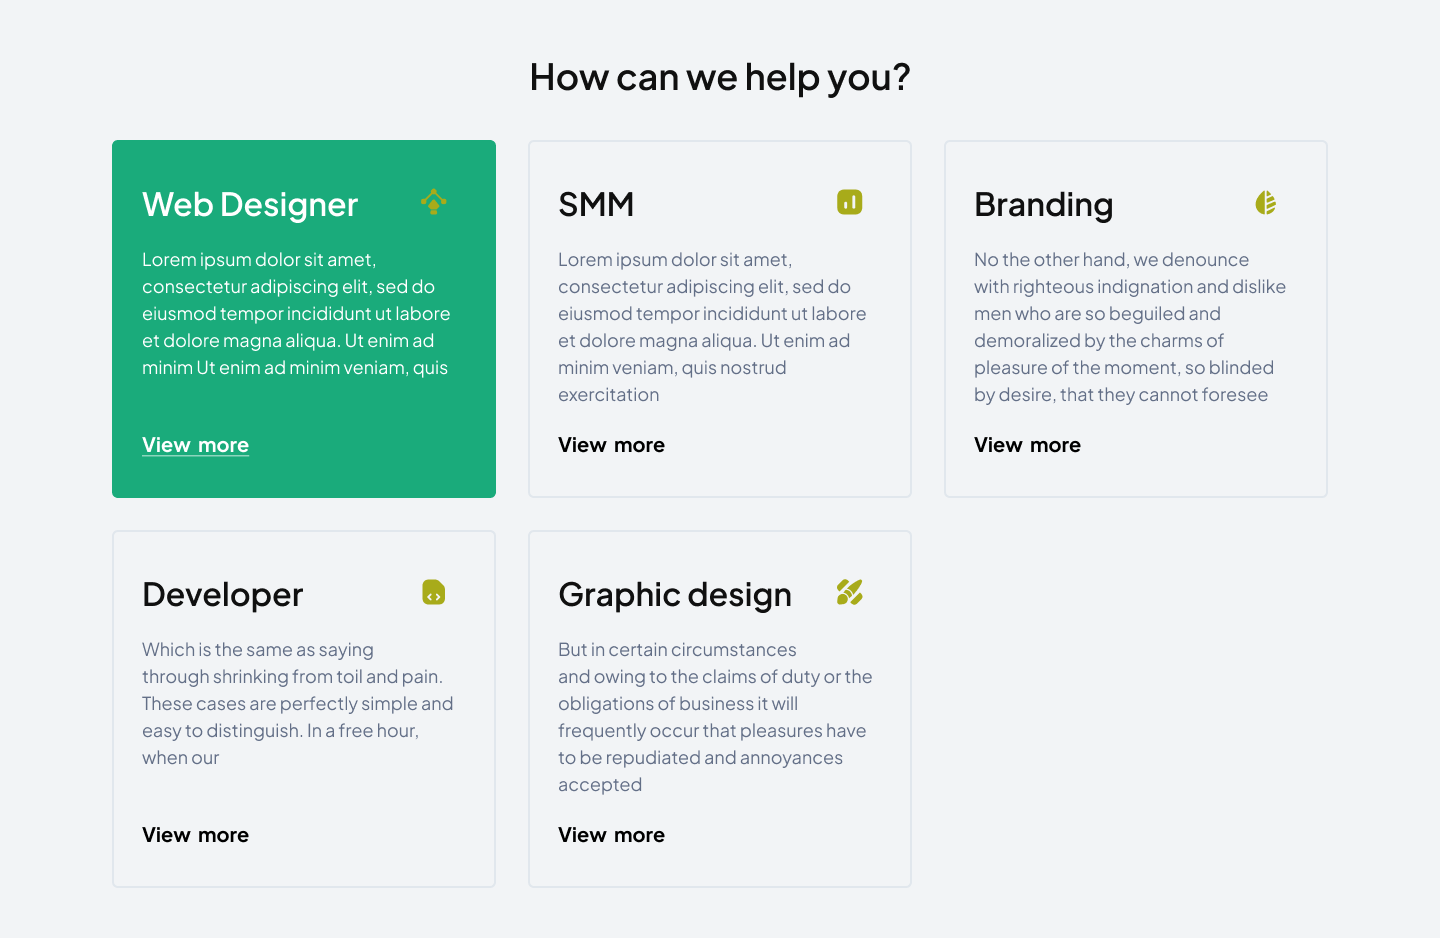 How can we help you?
Web Designer
Lorem ipsum dolor sit amet,
consectetur adipiscing elit, sed do
eiusmod tempor incididunt ut labore
et dolore magna aliqua. Ut enim ad
minim Ut enim ad minim veniam, quis
View more
SMM
Lorem ipsum dolor sit amet,
consectetur adipiscing elit, sed do
eiusmod tempor incididunt ut labore
et dolore magna aliqua. Ut enim ad
minim veniam, quis nostrud
exercitation
View more
Branding
No the other hand, we denounce
with righteous indignation and dislike
men who are so beguiled and
demoralized by the charms of
pleasure of the moment, so blinded
by desire, that they cannot foresee
View more
Developer
Which is the same as saying
through shrinking from toil and pain.
These cases are perfectly simple and
easy to distinguish. In a free hour,
when our
View more
Graphic design
But in certain circumstances
and owing to the claims of duty or the
obligations of business it will
frequently occur that pleasures have
to be repudiated and annoyances
accepted
View more